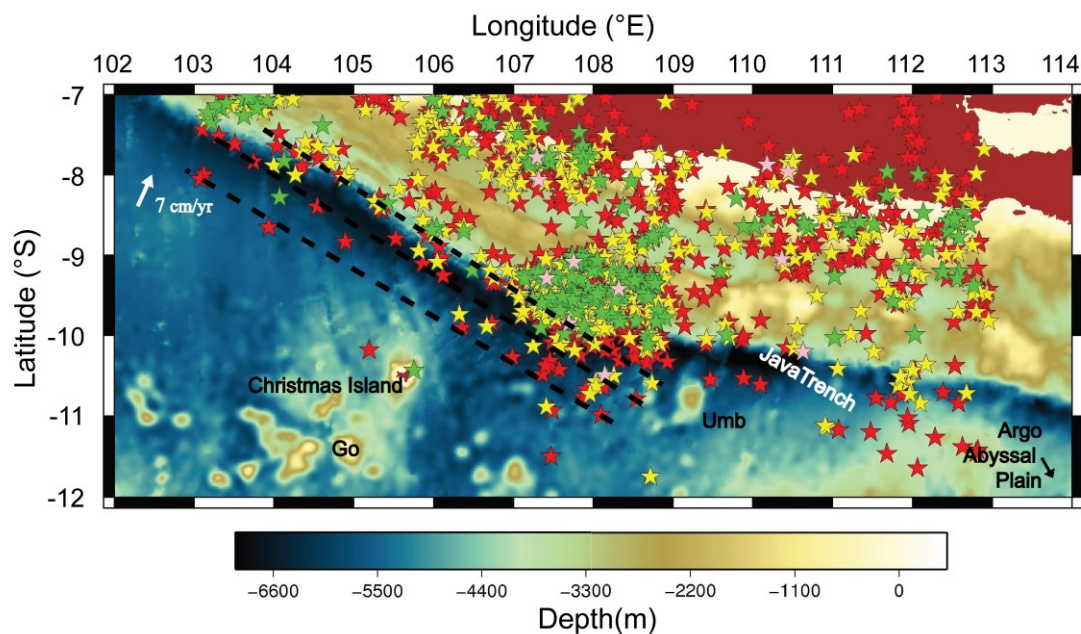 Longitude (°E)
102 103 104 105 106 107 108 109 110 111 112 113 114
Latitude (°S)
-7
-8
-9
-10
-11
-12
7 cm/yr
Christmas Island
Go
Umb
JavaTrench
Argo
Abyssal
Plain
−6600 −5500 −4400 −3300 −2200 −1100 0
Depth(m)